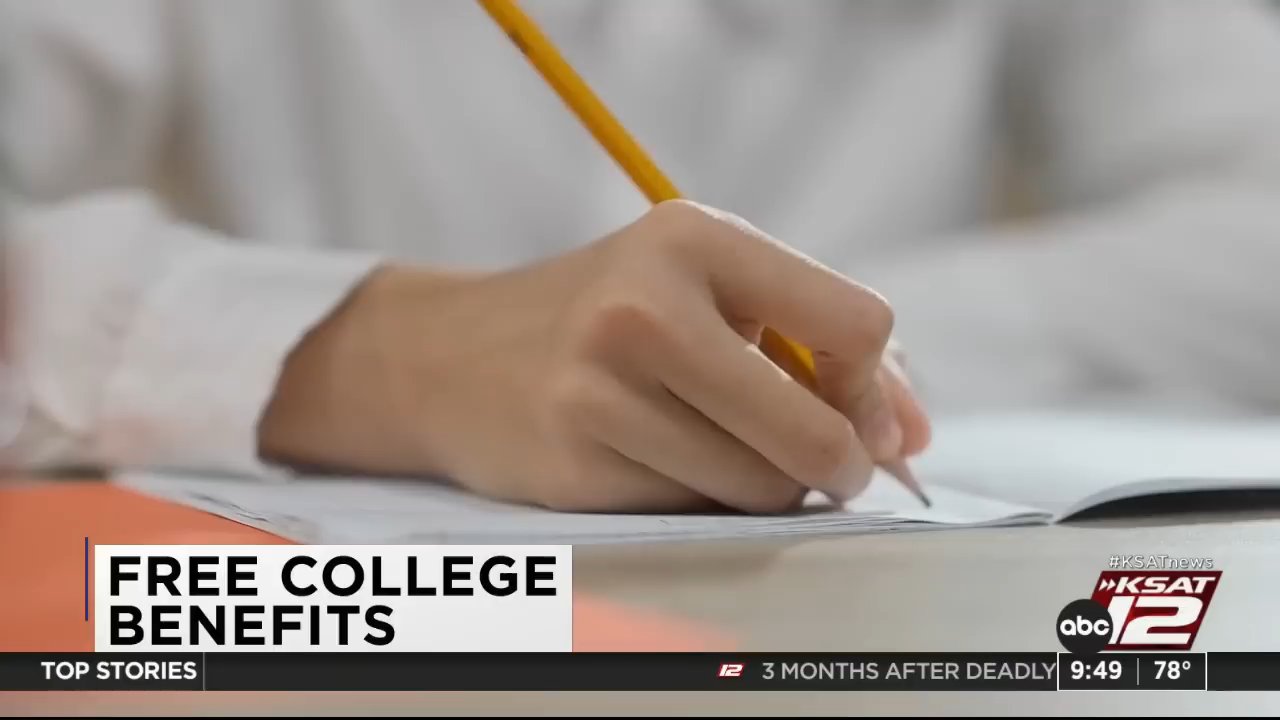 FREE COLLEGE
BENEFITS
#KSATnews
KSAT
abc 12
TOP STORIES
12 3 MONTHS AFTER DEADLY
9:49 78°